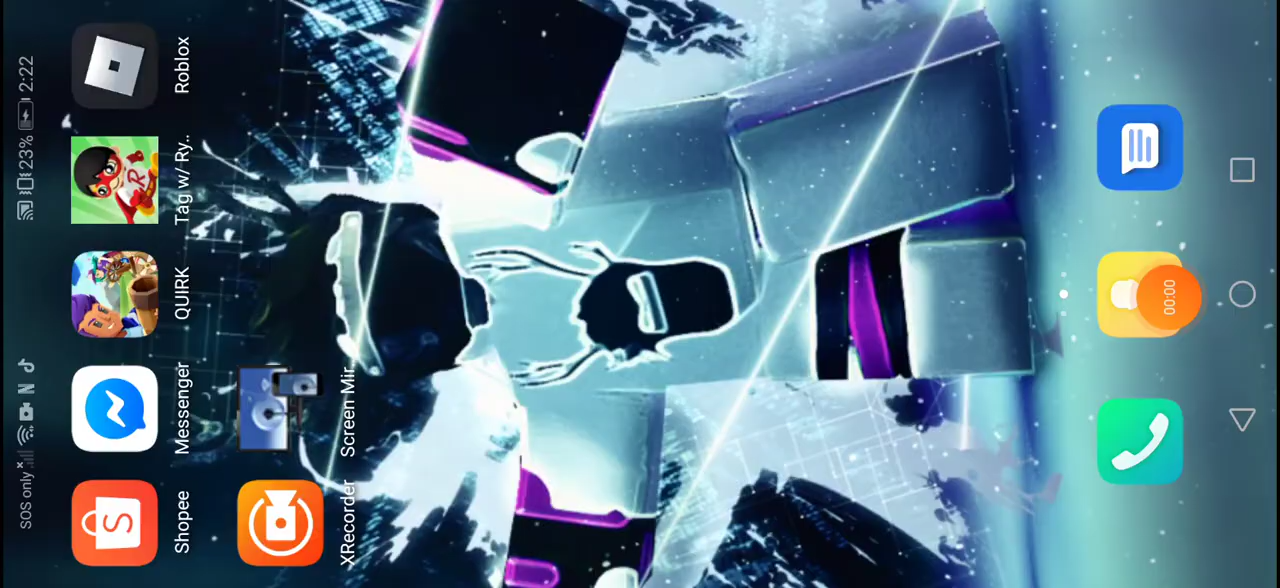 SOS only 23% 2:22
Shopee Messenger QUIRK Tag w/ Ry.. Roblox
XRecorder Screen Mir..
00:00